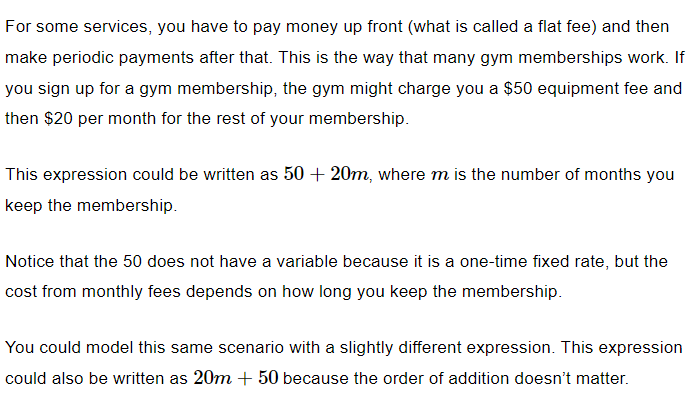 For some services, you have to pay money up front (what is called a flat fee) and then
make periodic payments after that. This is the way that many gym memberships work. If
you sign up for a gym membership, the gym might charge you a $50 equipment fee and
then $20 per month for the rest of your membership.
This expression could be written as 50 + 20m, where m is the number of months you
keep the membership.
Notice that the 50 does not have a variable because it is a one-time fixed rate, but the
cost from monthly fees depends on how long you keep the membership.
You could model this same scenario with a slightly different expression. This expression
could also be written as 20m + 50 because the order of addition doesn't matter.